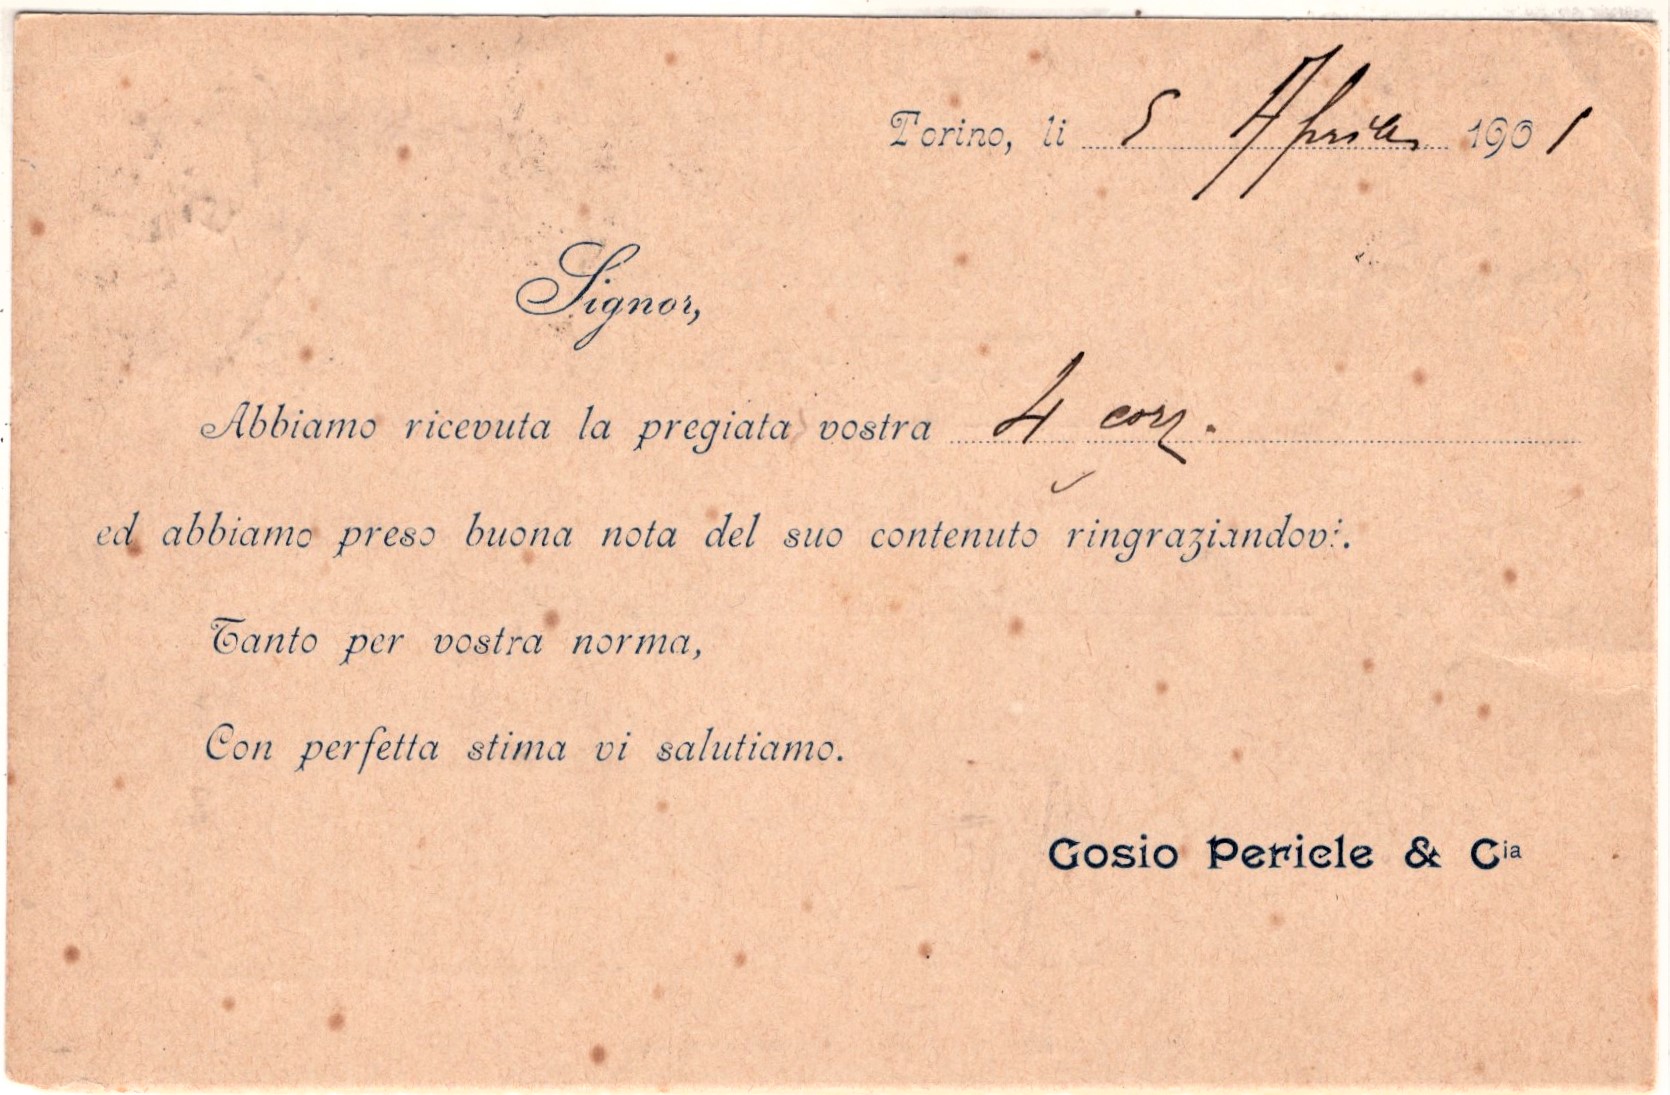 Torino, li 5 Aprile 1901
Signor,
Abbiamo ricevuta la pregiata vostra 4 corr.
ed abbiamo preso buona nota del suo contenuto ringraziandovi.
Tanto per vostra norma,
Con perfetta stima vi salutiamo.
Gosio Pericle & Cia